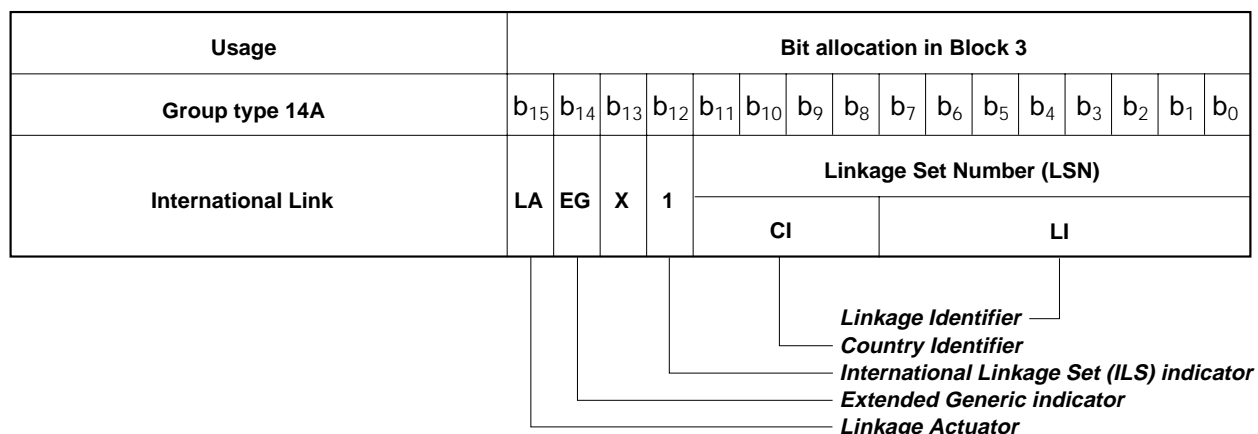 Usage
Bit allocation in Block 3
Group type 14A
b15 b14 b13 b12 b11 b10 b9 b8 b7 b6 b5 b4 b3 b2 b1 b0
International Link
LA EG X 1
Linkage Set Number (LSN)
CI
LI
Linkage Identifier
Country Identifier
International Linkage Set (ILS) indicator
Extended Generic indicator
Linkage Actuator